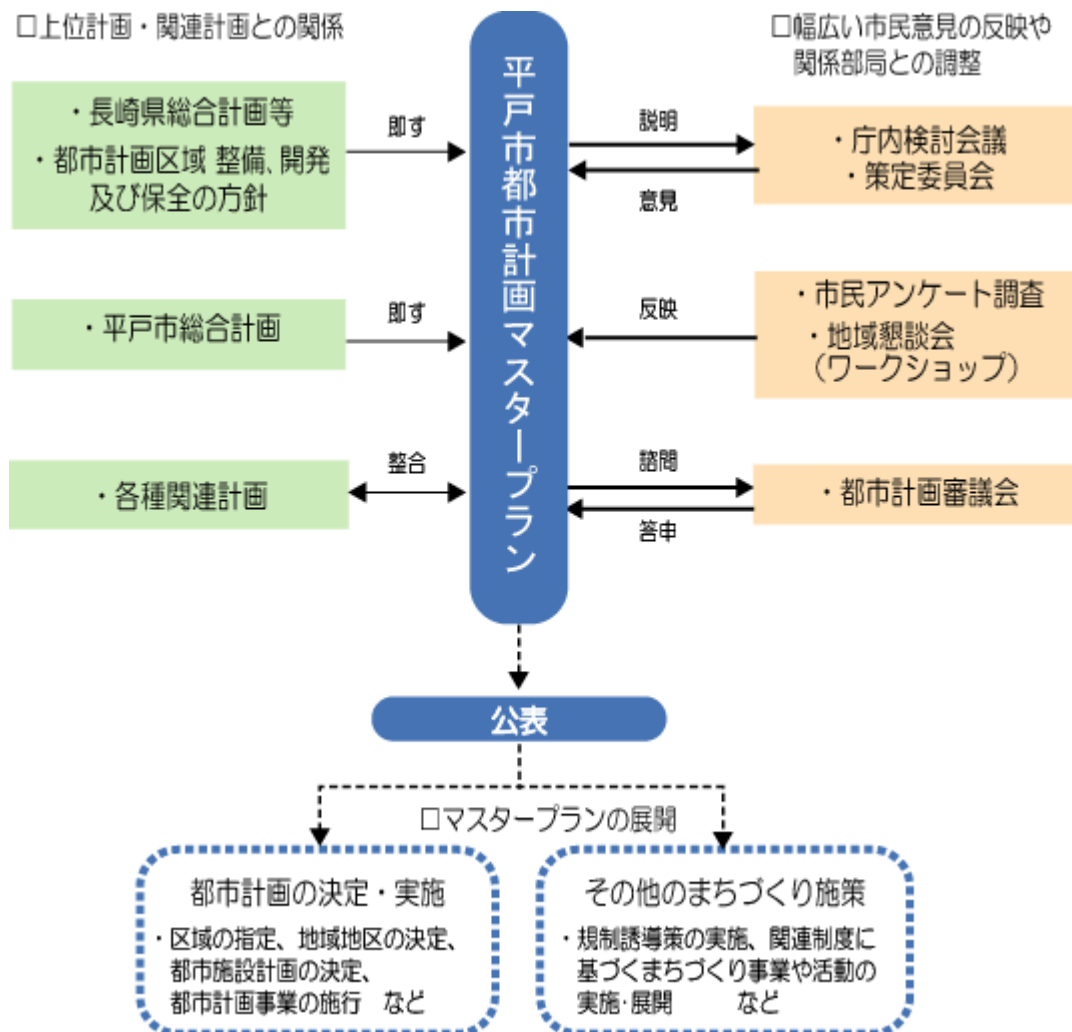 □上位計画・関連計画との関係
・長崎県総合計画等
・都市計画区域 整備、開発
及び保全の方針
即す
・平戸市総合計画
即す
・各種関連計画
整合
平戸市都市計画マスタープラン
□幅広い市民意見の反映や
関係部局との調整
説明
意見
・庁内検討会議
・策定委員会
反映
・市民アンケート調査
・地域懇談会
（ワークショップ）
諮問
答申
・都市計画審議会
公表
□マスタープランの展開
都市計画の決定・実施
・区域の指定、地域地区の決定、
都市施設計画の決定、
都市計画事業の施行 など
その他のまちづくり施策
・規制誘導策の実施、関連制度に
基づくまちづくり事業や活動の
実施・展開 など